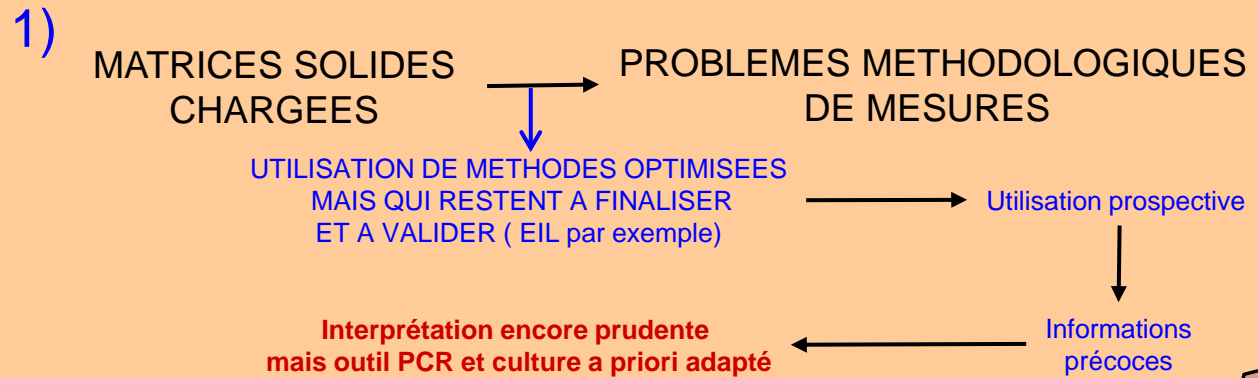 1)
MATRICES SOLIDES
CHARGEES
PROBLEMES METHODOLOGIQUES
DE MESURES
UTILISATION DE METHODES OPTIMISEES
MAIS QUI RESTENT A FINALISER
ET A VALIDER ( EIL par exemple)
Utilisation prospective
Informations
précoces
Interprétation encore prudente
mais outil PCR et culture a priori adapté